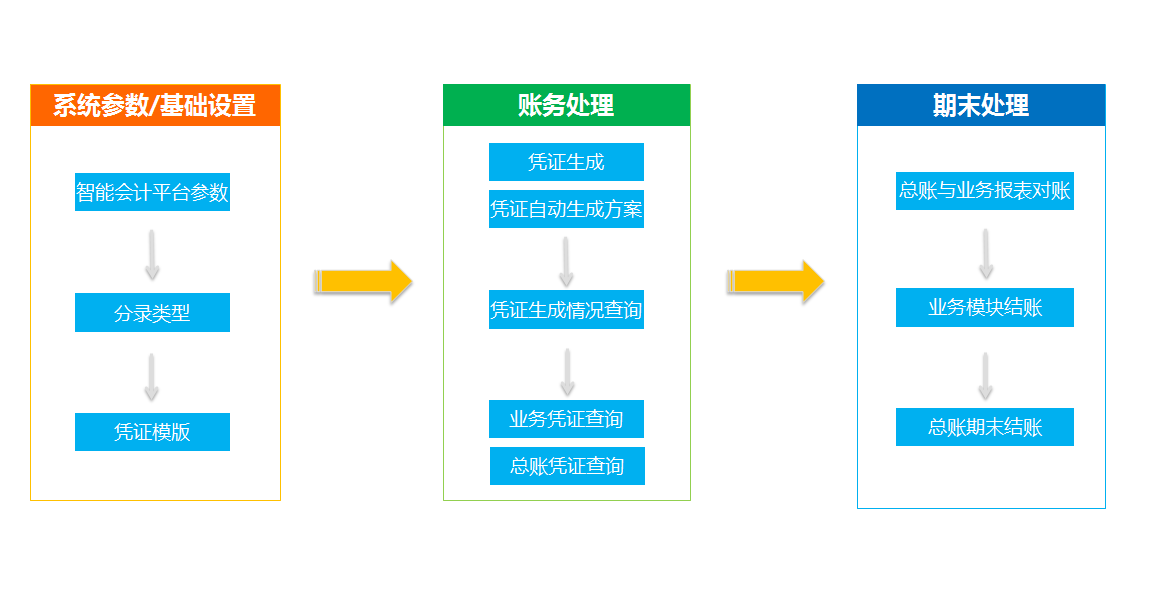 系统参数/基础设置
智能会计平台参数
分录类型
凭证模版
账务处理
凭证生成
凭证自动生成方案
凭证生成情况查询
业务凭证查询
总账凭证查询
期末处理
总账与业务报表对账
业务模块结账
总账期末结账